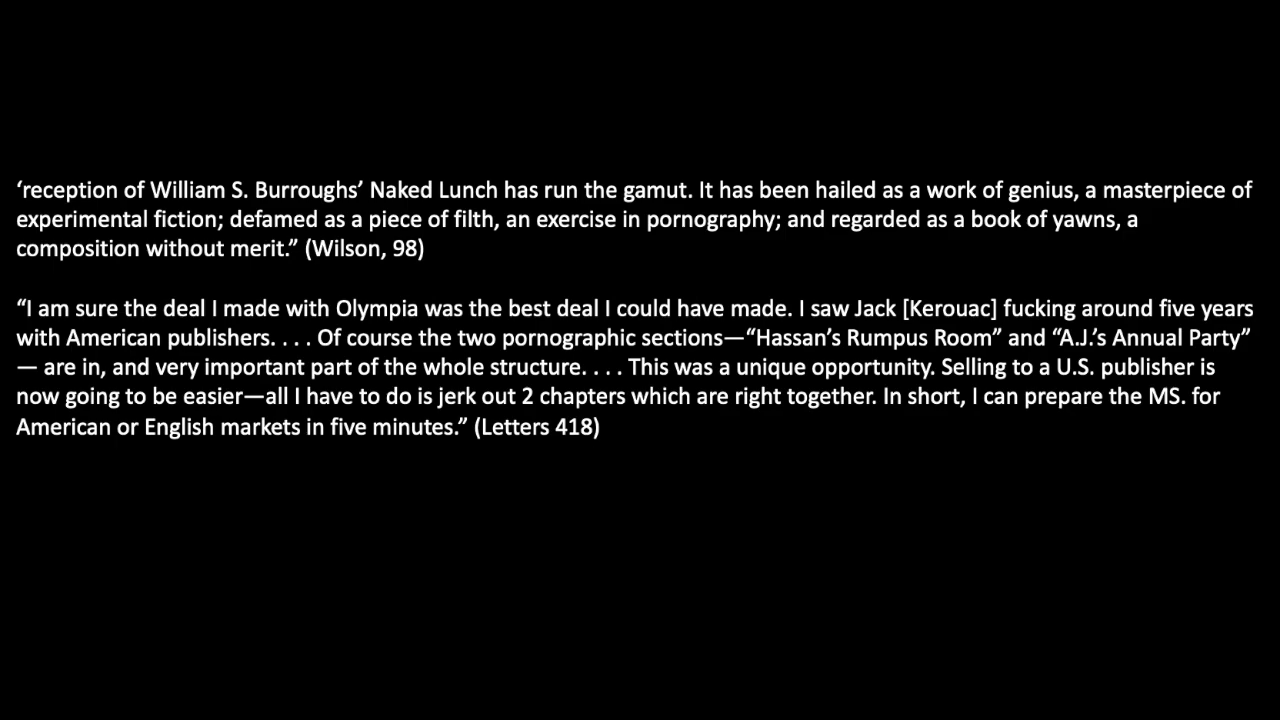 ‘reception of William S. Burroughs’ Naked Lunch has run the gamut. It has been hailed as a work of genius, a masterpiece of
experimental fiction; defamed as a piece of filth, an exercise in pornography; and regarded as a book of yawns, a
composition without merit.” (Wilson, 98)
“I am sure the deal I made with Olympia was the best deal I could have made. I saw Jack [Kerouac] fucking around five years
with American publishers. . . . Of course the two pornographic sections—“Hassan’s Rumpus Room” and “A.J.’s Annual Party”
— are in, and very important part of the whole structure. . . . This was a unique opportunity. Selling to a U.S. publisher is
now going to be easier—all I have to do is jerk out 2 chapters which are right together. In short, I can prepare the MS. for
American or English markets in five minutes.” (Letters 418)